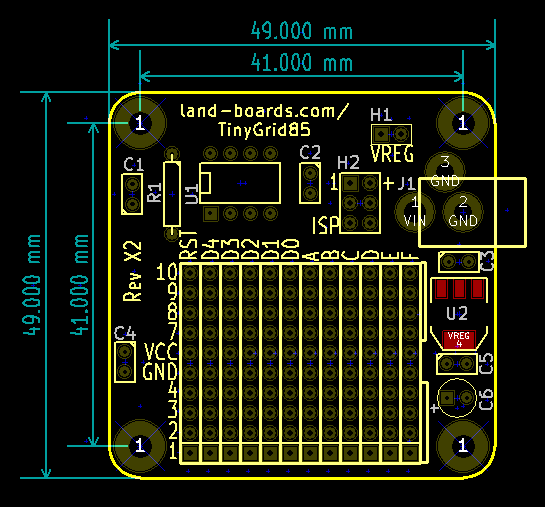 49.000 mm
41.000 mm
land-boards.com/
TinyGrid85
1
1
H1
VREG
C1
R1
U1
C2
H2
1
+
J1
3
GND
1
VIN
2
GND
ISP
49.000 mm
41.000 mm
Rev X2
RST
D4
D3
D2
D1
D0
A
B
C
D
E
F
C3
10
9
8
7
VCC
GND
4
3
2
1
U2
VREG
4
C4
C5
C6
+
1
1